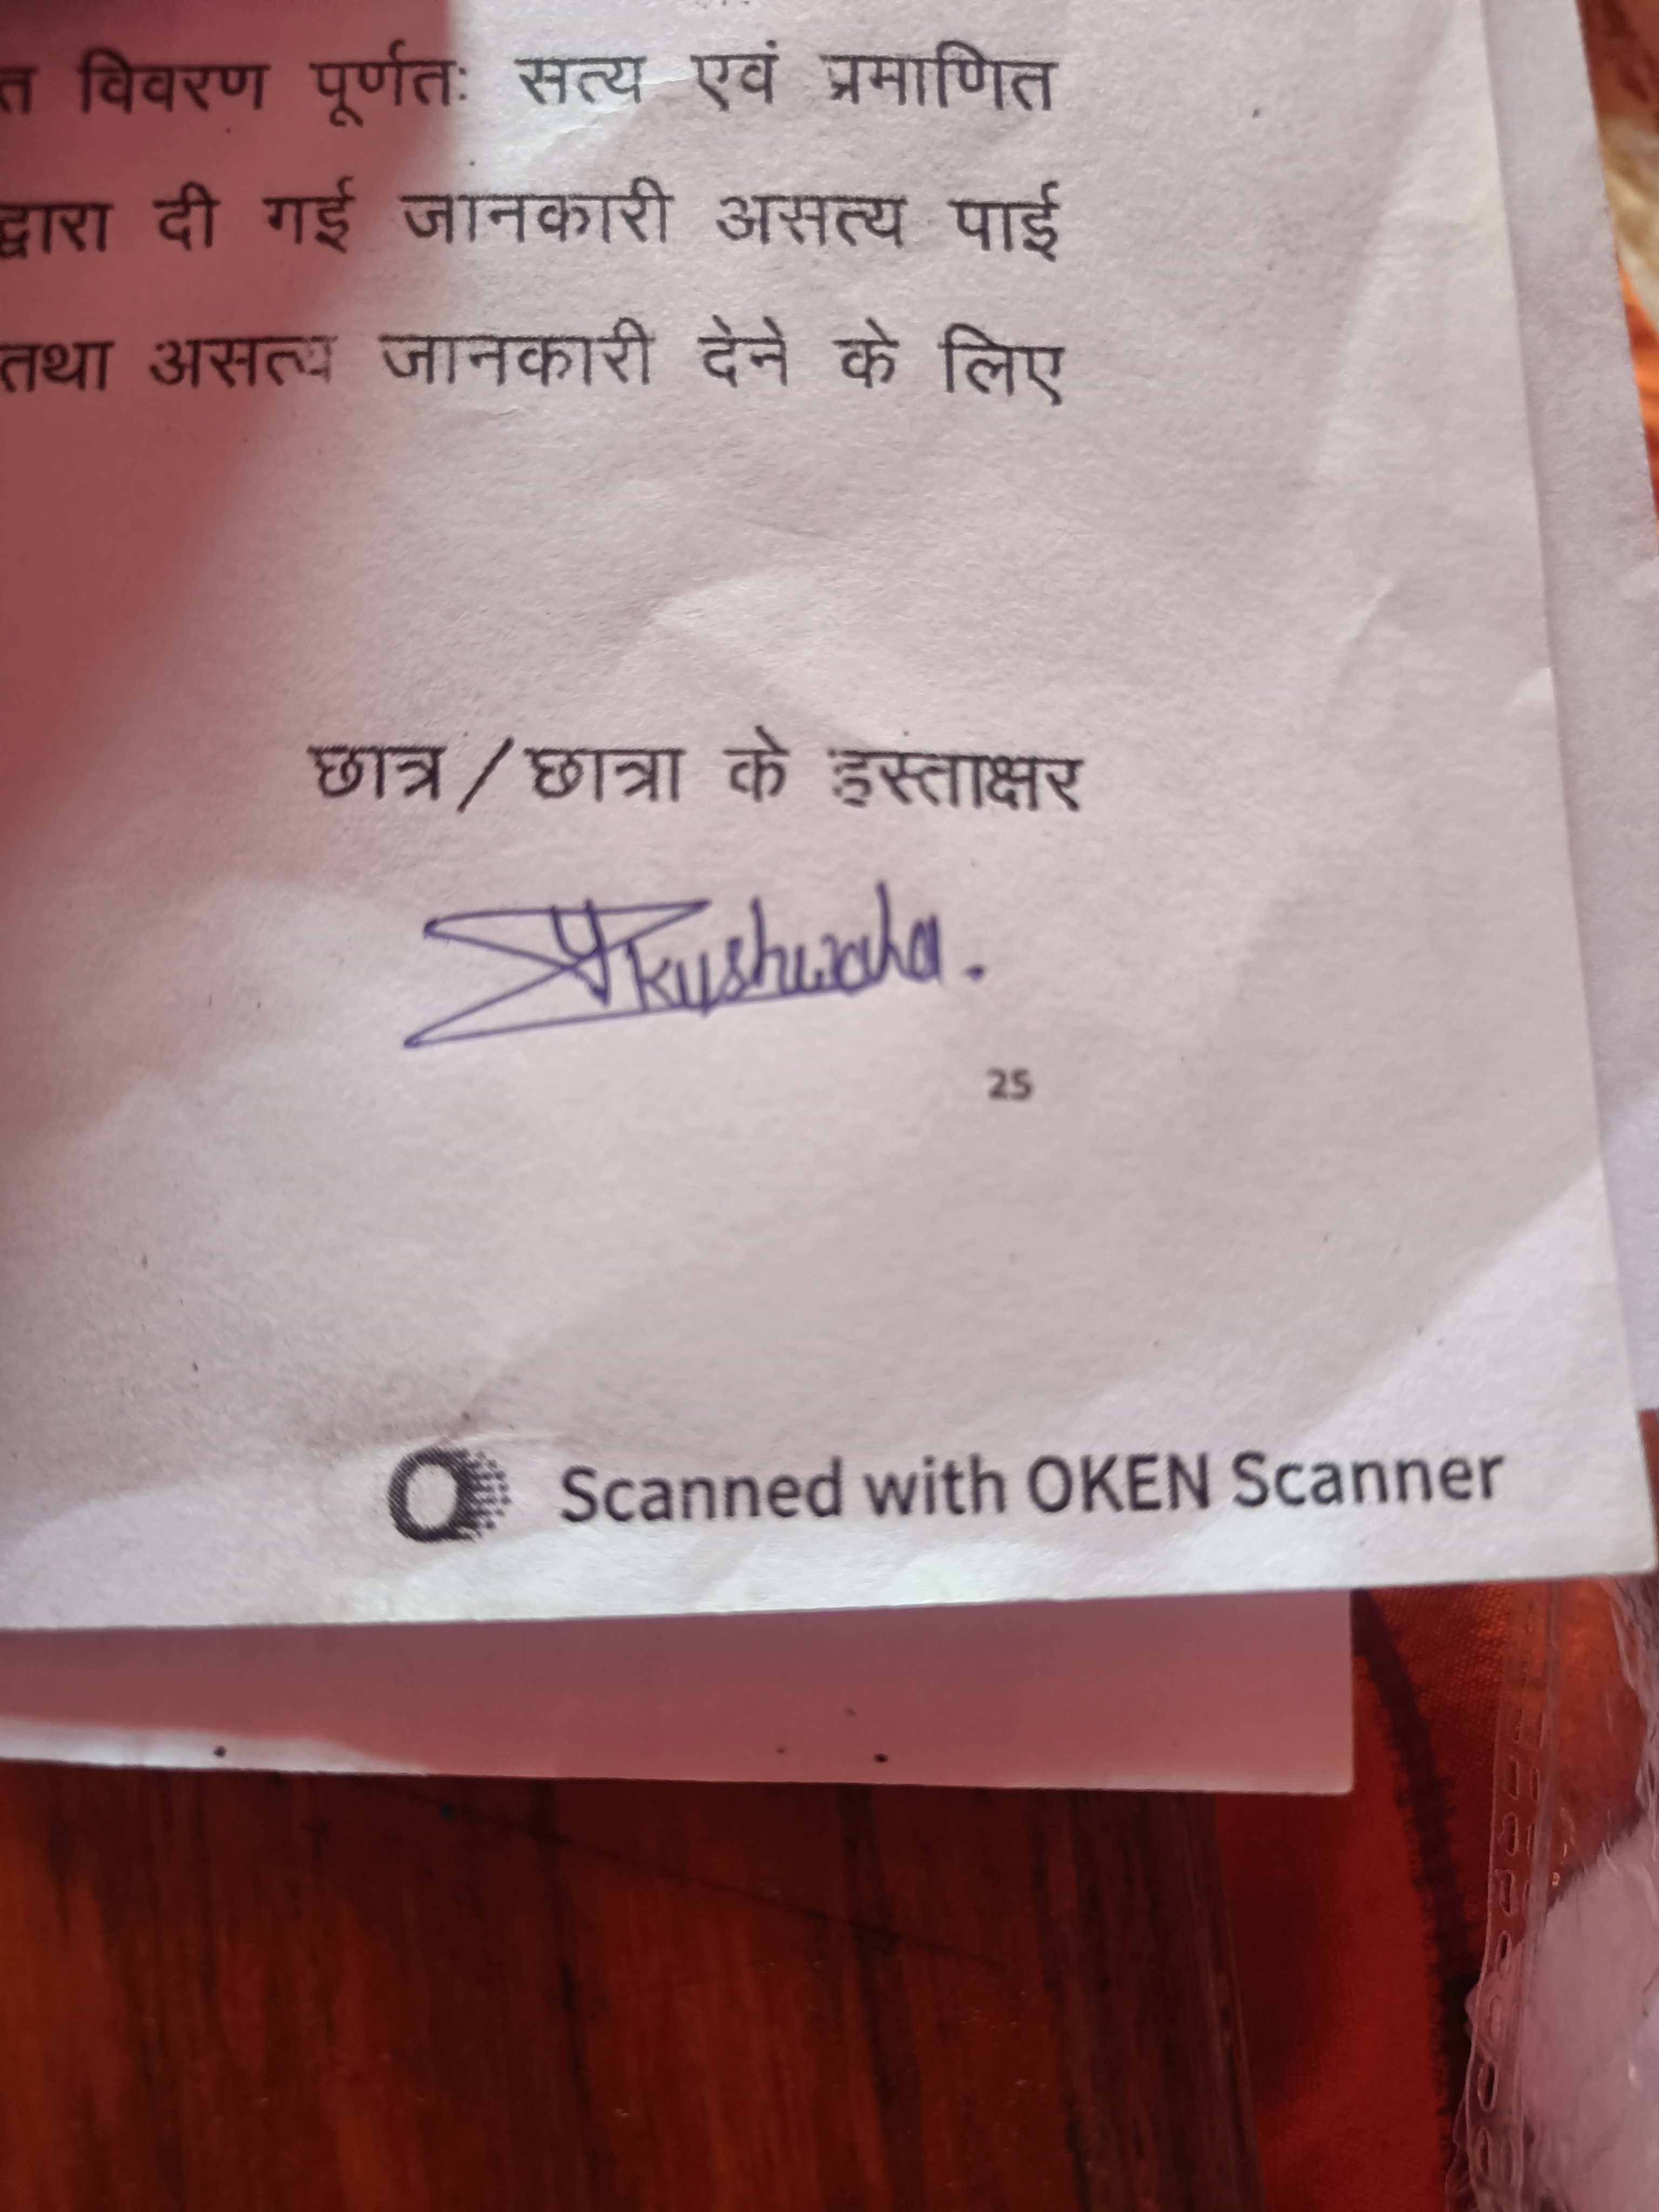 त विवरण पूर्णतः सत्य एवं प्रमाणित
द्वारा दी गई जानकारी असत्य पाई
तथा असत्य जानकारी देने के लिए
छात्र/छात्रा के हस्ताक्षर
Kushwaha.
25
Scanned with OKEN Scanner